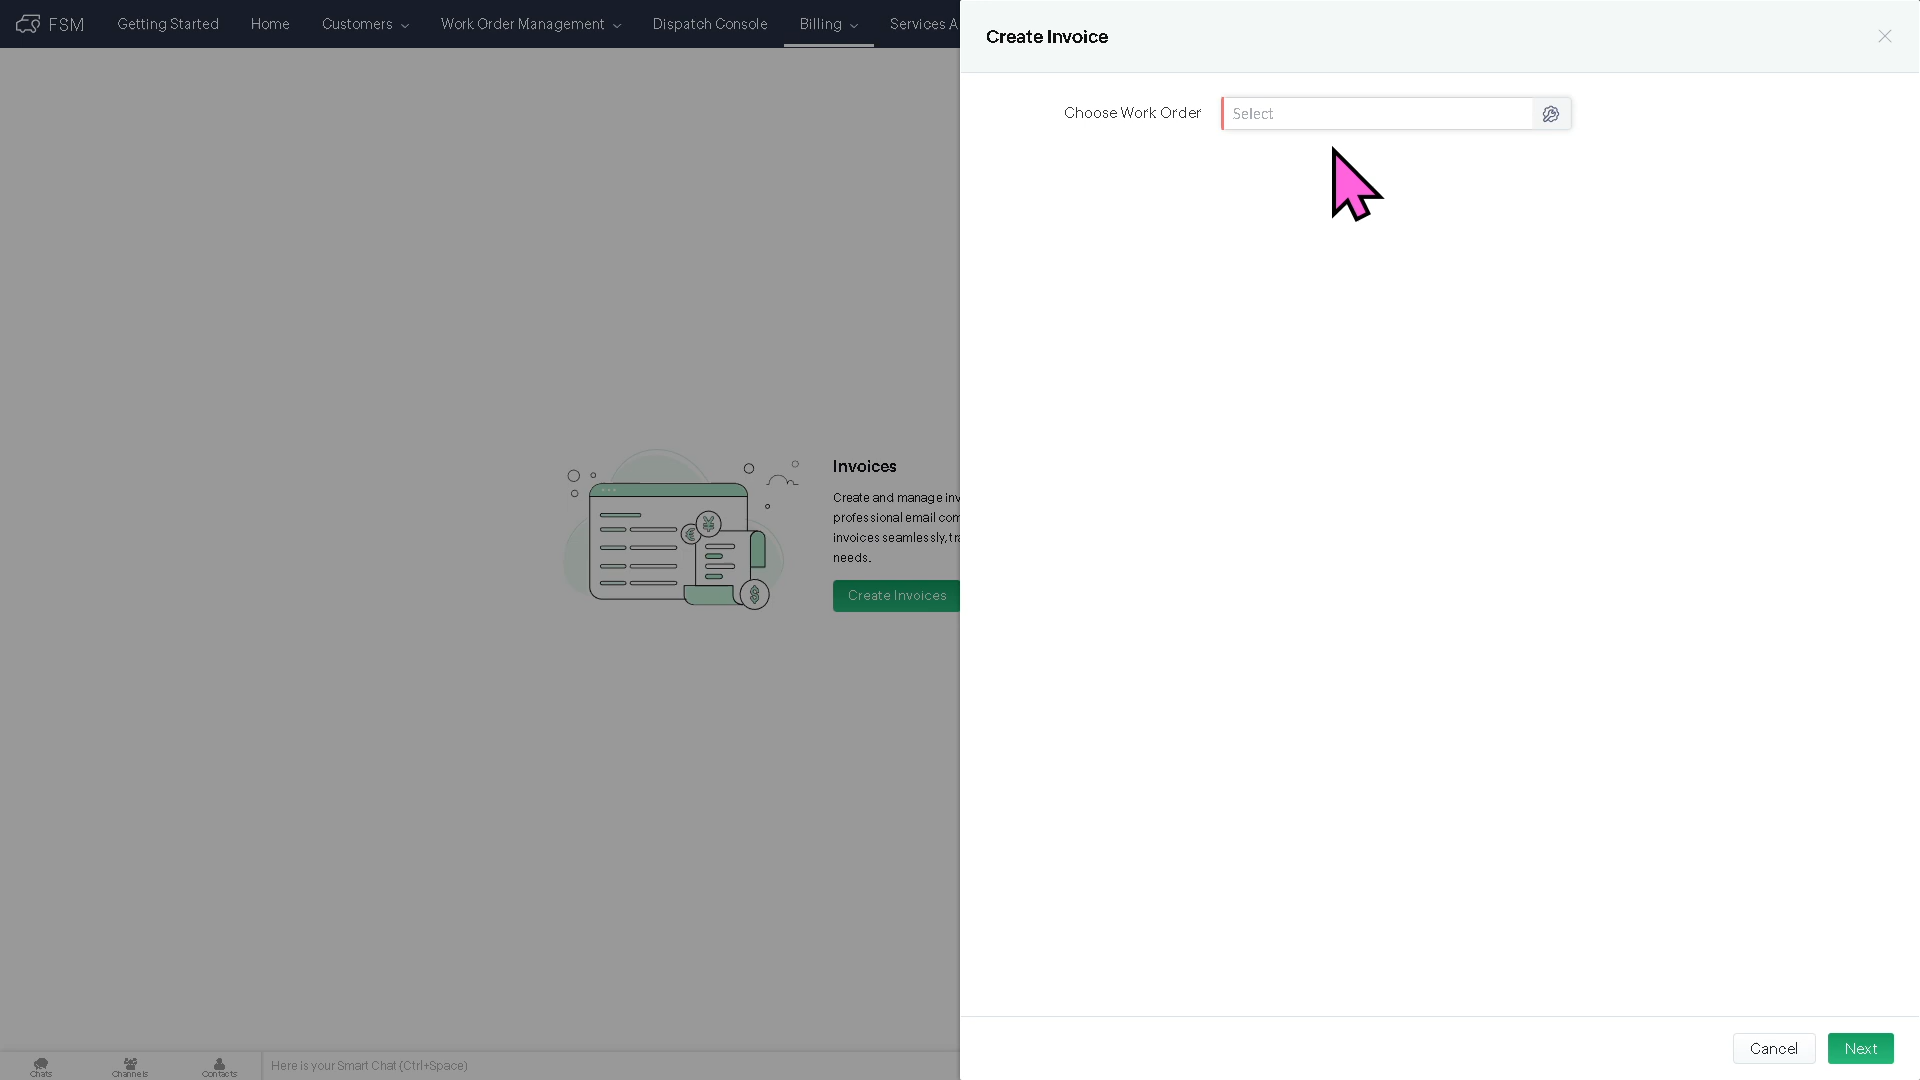 FSM
Getting Started
Home
Customers
Work Order Management
Dispatch Console
Billing
Services A
Create Invoice
Choose Work Order
Select
Invoices
Create and manage inv
professional email com
invoices seamlessly, tra
needs.
Create Invoices
Cancel
Next
Chats
Channels
Contacts
Here is your Smart Chat (Ctrl+Space)